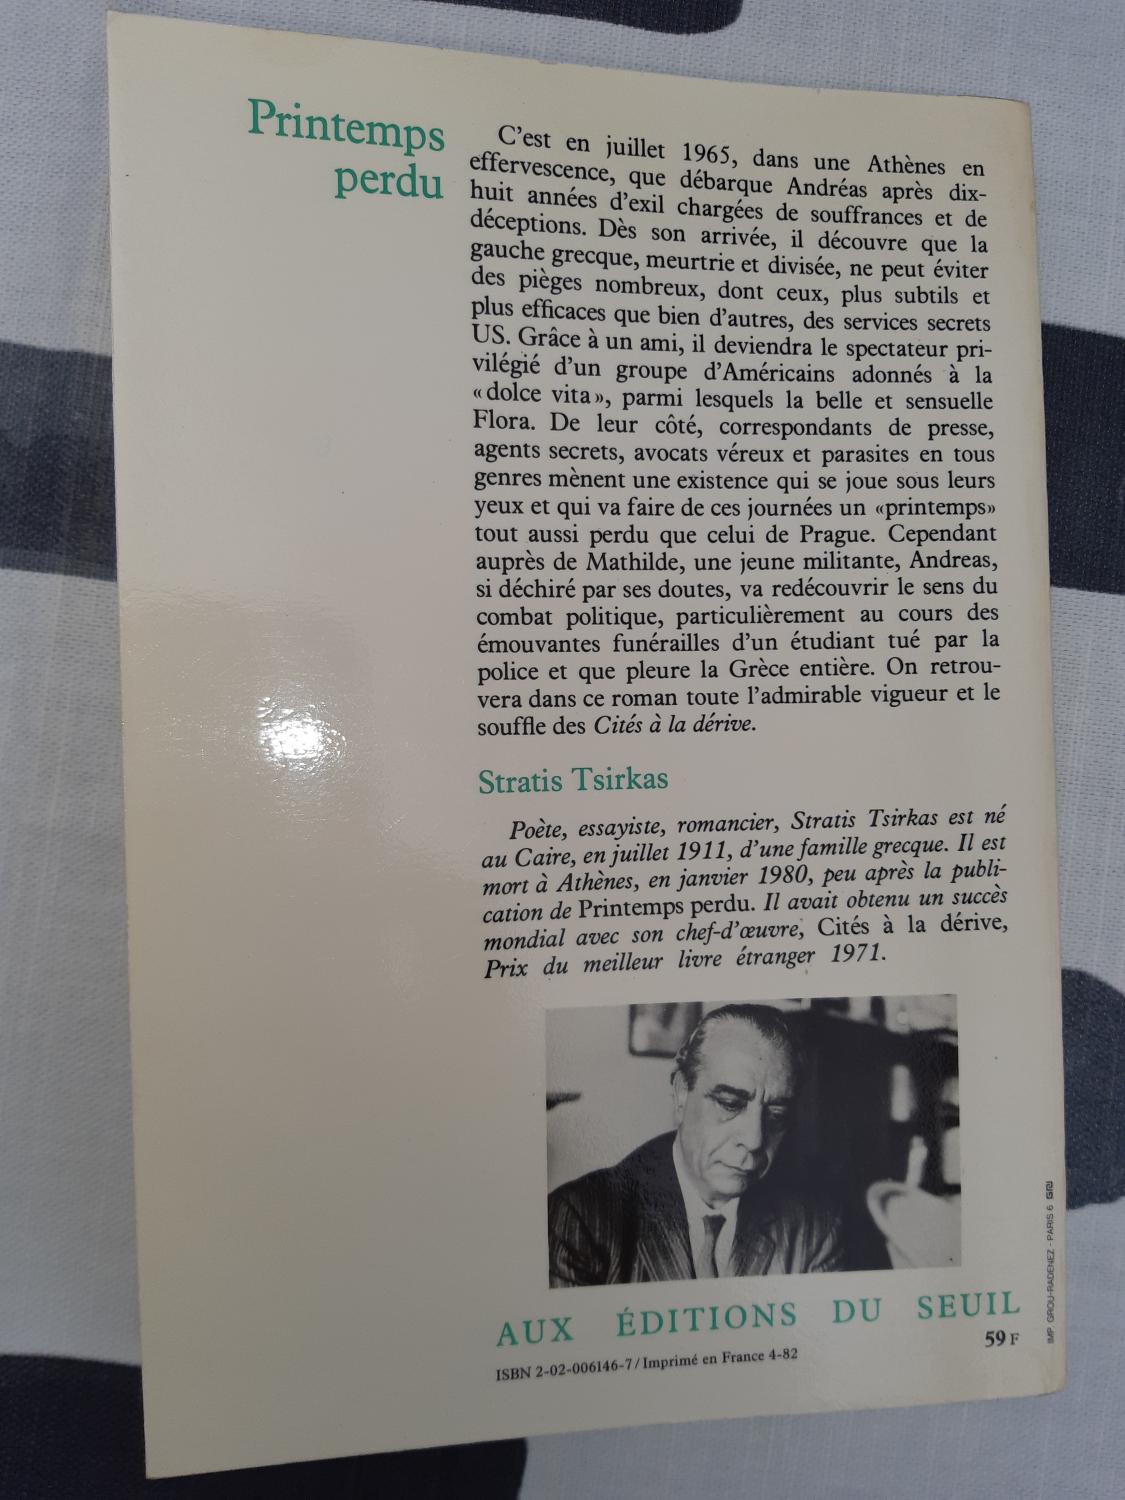 Printemps
perdu
C'est en juillet 1965, dans une Athènes en
effervescence, que débarque Andréas après dix-
huit années d'exil chargées de souffrances et de
déceptions. Dès son arrivée, il découvre que la
gauche grecque, meurtrie et divisée, ne peut éviter
des pièges nombreux, dont ceux, plus subtils et
plus efficaces que bien d'autres, des services secrets
US. Grâce à un ami, il deviendra le spectateur pri-
vilégié d'un groupe d'Américains adonnés à la
«dolce vita», parmi lesquels la belle et sensuelle
Flora. De leur côté, correspondants de presse,
agents secrets, avocats véreux et parasites en tous
genres mènent une existence qui se joue sous leurs
yeux et qui va faire de ces journées un «printemps»
tout aussi perdu que celui de Prague. Cependant
auprès de Mathilde, une jeune militante, Andreas,
si déchiré par ses doutes, va redécouvrir le sens du
combat politique, particulièrement au cours des
émouvantes funérailles d'un étudiant tué par la
police et que pleure la Grèce entière. On retrou-
vera dans ce roman toute l'admirable vigueur et le
souffle des Cités à la dérive.
Stratis Tsirkas
Poète, essayiste, romancier, Stratis Tsirkas est né
au Caire, en juillet 1911, d'une famille grecque. Il est
mort à Athènes, en janvier 1980, peu après la publi-
cation de Printemps perdu. Il avait obtenu un succès
mondial avec son chef-d'œuvre, Cités à la dérive,
Prix du meilleur livre étranger 1971.
AUX ÉDITIONS DU SEUIL
ISBN 2-02-006146-7/Imprimé en France 4-82
59 F
IMP. GROU-RADENEZ - PARIS 6 GRJ